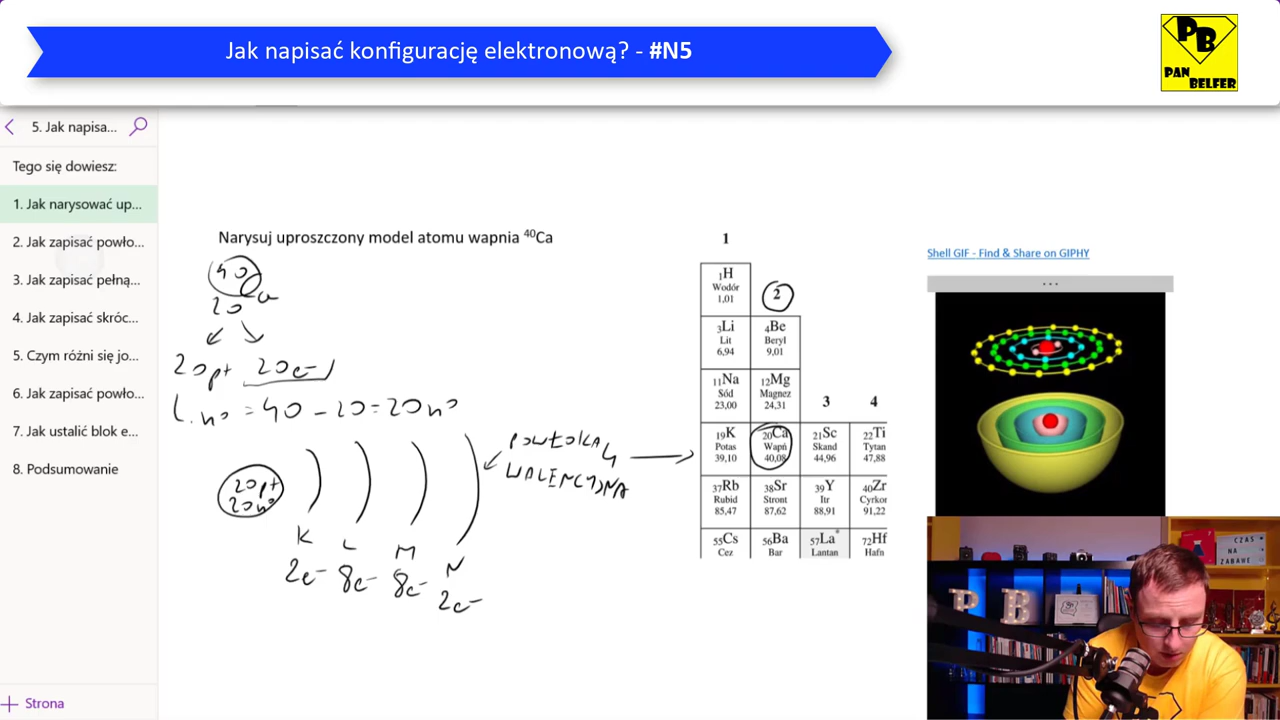 Jak napisać konfigurację elektronową? - #N5
PB
PAN
BELFER
5. Jak napisa...
Tego się dowiesz:
1. Jak narysować up...
2. Jak zapisać powło...
3. Jak zapisać pełną...
4. Jak zapisać skróc...
5. Czym różni się jo...
6. Jak zapisać powło...
7. Jak ustalić blok e...
8. Podsumowanie
Strona
Narysuj uproszczony model atomu wapnia ⁴⁰Ca
40
20 Ca
20p+ 20e-
l.n° = 40 - 20 = 20n°
20p+
20n°
K L M N
2e- 8e- 8e- 2e-
POWŁOKA
WALENCYJNA
4
1
2
3 4
₁H
Wodór
1,01
₃Li ₄Be
Lit Beryl
6,94 9,01
₁₁Na ₁₂Mg
Sód Magnez
23,00 24,31
₁₉K ₂₀Ca ₂₁Sc ₂₂Ti
Potas Wapń Skand Tytan
39,10 40,08 44,96 47,88
₃₇Rb ₃₈Sr ₃₉Y ₄₀Zr
Rubid Stront Itr Cyrkon
85,47 87,62 88,91 91,22
₅₅Cs ₅₆Ba ₅₇La* ₇₂Hf
Cez Bar Lantan Hafn
Shell GIF - Find & Share on GIPHY
...
CZAS
NA
ZABAWE
P B